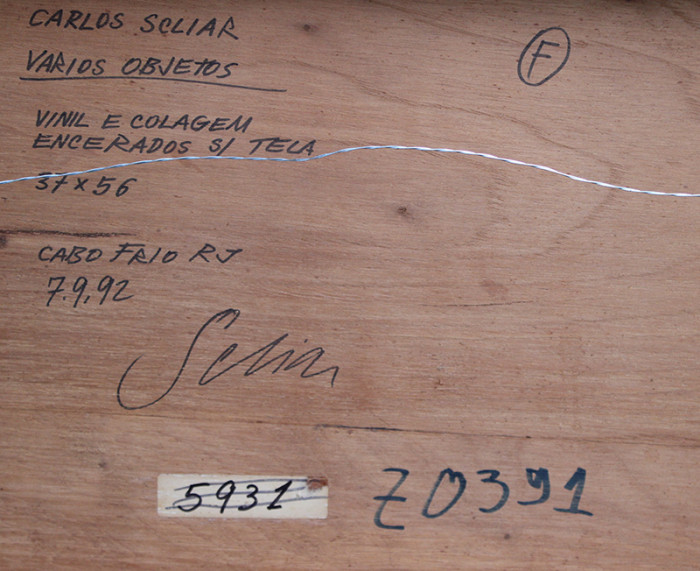 CARLOS SCLIAR
F
VARIOS OBJETOS
VINIL E COLAGEM
ENCERADOS S/ TELA
37 x 56
CABO FRIO RJ
7.9.92
Scliar
5931
Z0391